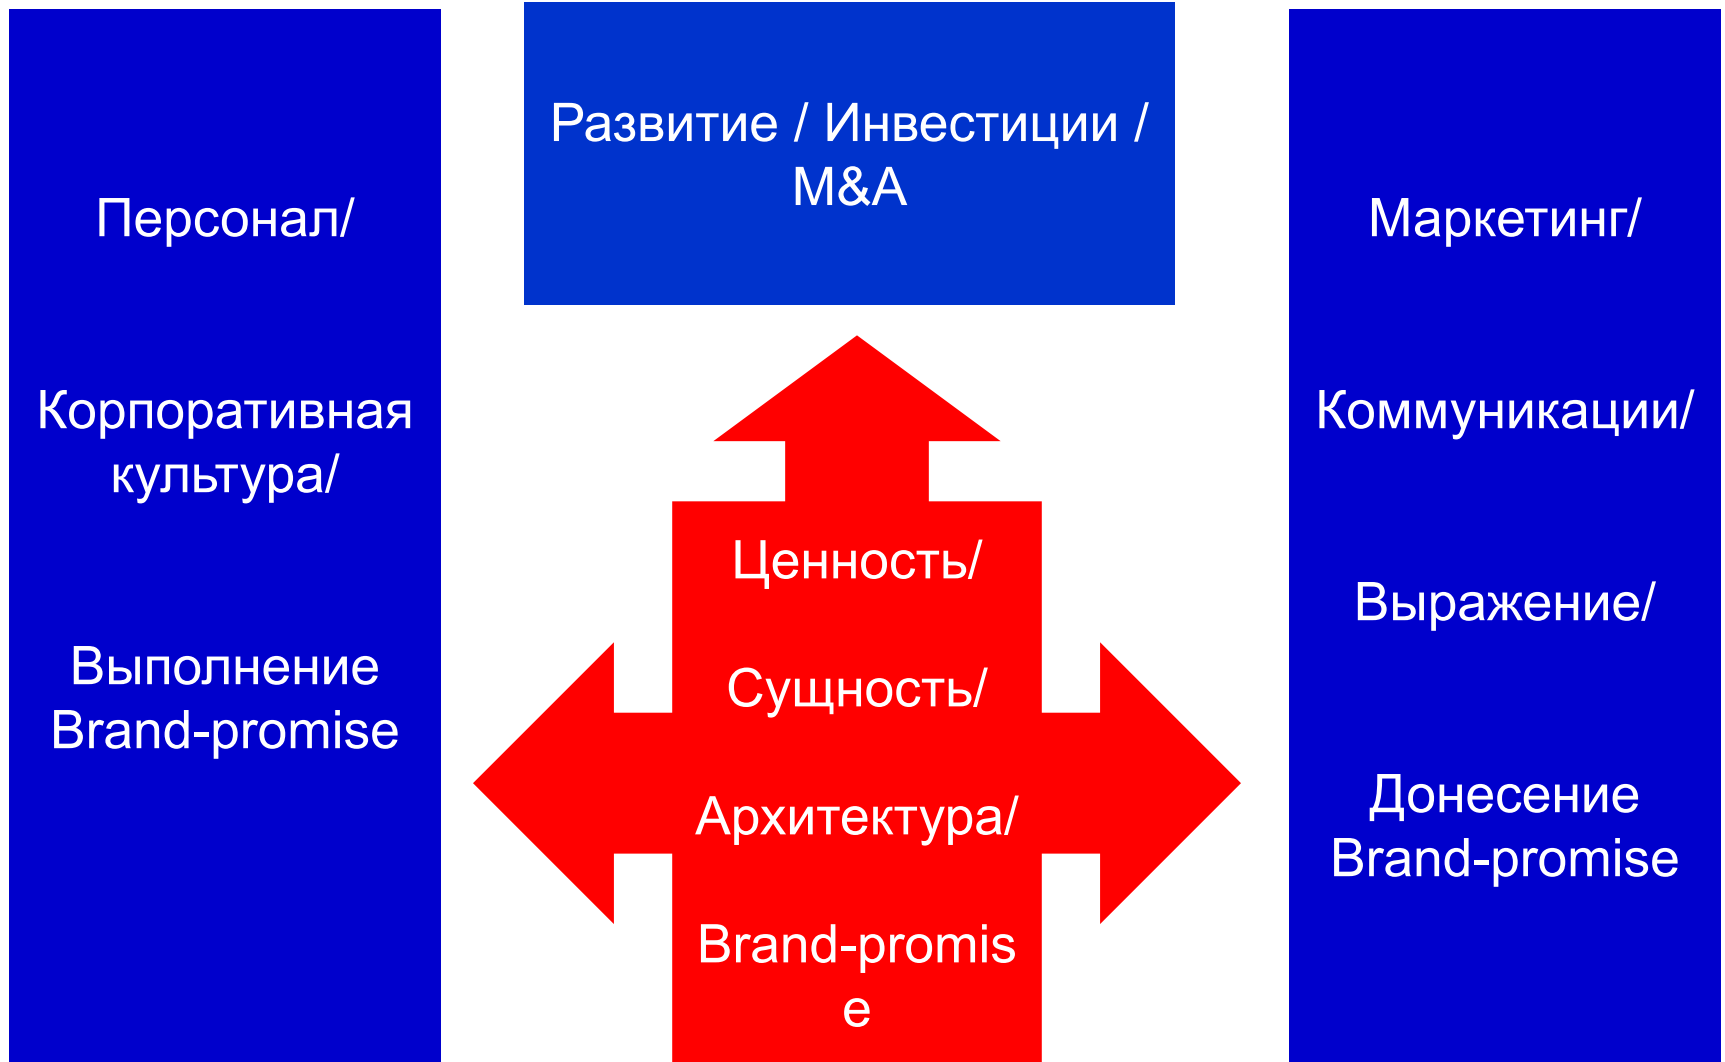 Персонал/
Корпоративная
культура/
Выполнение
Brand-promise
Развитие / Инвестиции /
M&A
Ценность/
Сущность/
Архитектура/
Brand-promis
e
Маркетинг/
Коммуникации/
Выражение/
Донесение
Brand-promise